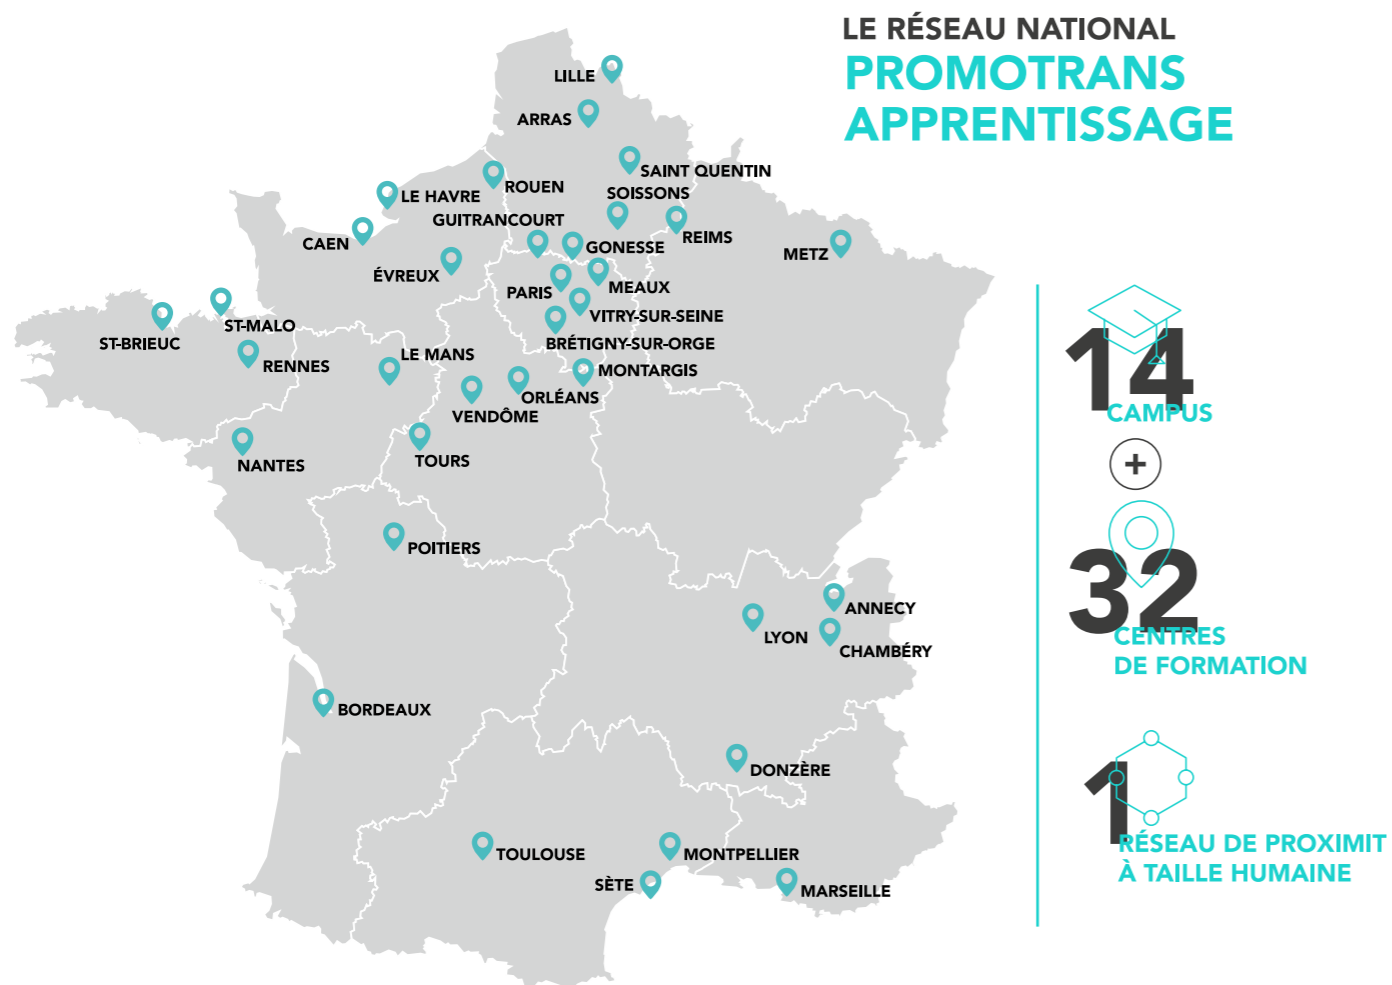 LE RÉSEAU NATIONAL
PROMOTRANS
APPRENTISSAGE
LILLE
ARRAS
SAINT QUENTIN
ROUEN
LE HAVRE
SOISSONS
GUITRANCOURT
REIMS
CAEN
GONESSE
METZ
ÉVREUX
MEAUX
PARIS
VITRY-SUR-SEINE
ST-MALO
ST-BRIEUC
BRÉTIGNY-SUR-ORGE
LE MANS
RENNES
MONTARGIS
ORLÉANS
VENDÔME
TOURS
NANTES
POITIERS
ANNECY
LYON
CHAMBÉRY
BORDEAUX
DONZÈRE
TOULOUSE
MONTPELLIER
SÈTE
MARSEILLE
14
CAMPUS
+
32
CENTRES
DE FORMATION
1
RÉSEAU DE PROXIMIT
À TAILLE HUMAINE